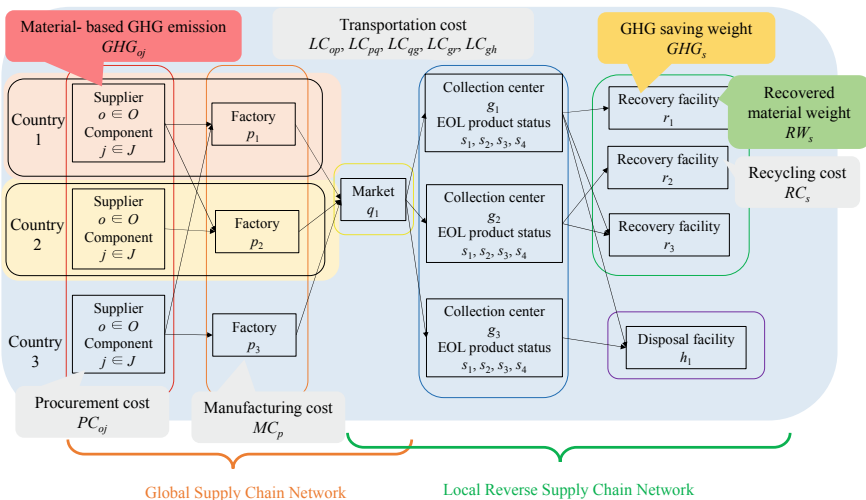 Material- based GHG emission
GHG_oj
Transportation cost
LC_op, LC_pq, LC_qg, LC_gr, LC_gh
GHG saving weight
GHG_s
Country
1
Supplier
o ∈ O
Component
j ∈ J
Factory
p_1
Collection center
g_1
EOL product status
s_1, s_2, s_3, s_4
Recovery facility
r_1
Recovered
material weight
RW_s
Country
2
Supplier
o ∈ O
Component
j ∈ J
Factory
p_2
Market
q_1
Collection center
g_2
EOL product status
s_1, s_2, s_3, s_4
Recovery facility
r_2
Recycling cost
RC_s
Recovery facility
r_3
Country
3
Supplier
o ∈ O
Component
j ∈ J
Factory
p_3
Collection center
g_3
EOL product status
s_1, s_2, s_3, s_4
Disposal facility
h_1
Procurement cost
PC_oj
Manufacturing cost
MC_p
Global Supply Chain Network
Local Reverse Supply Chain Network